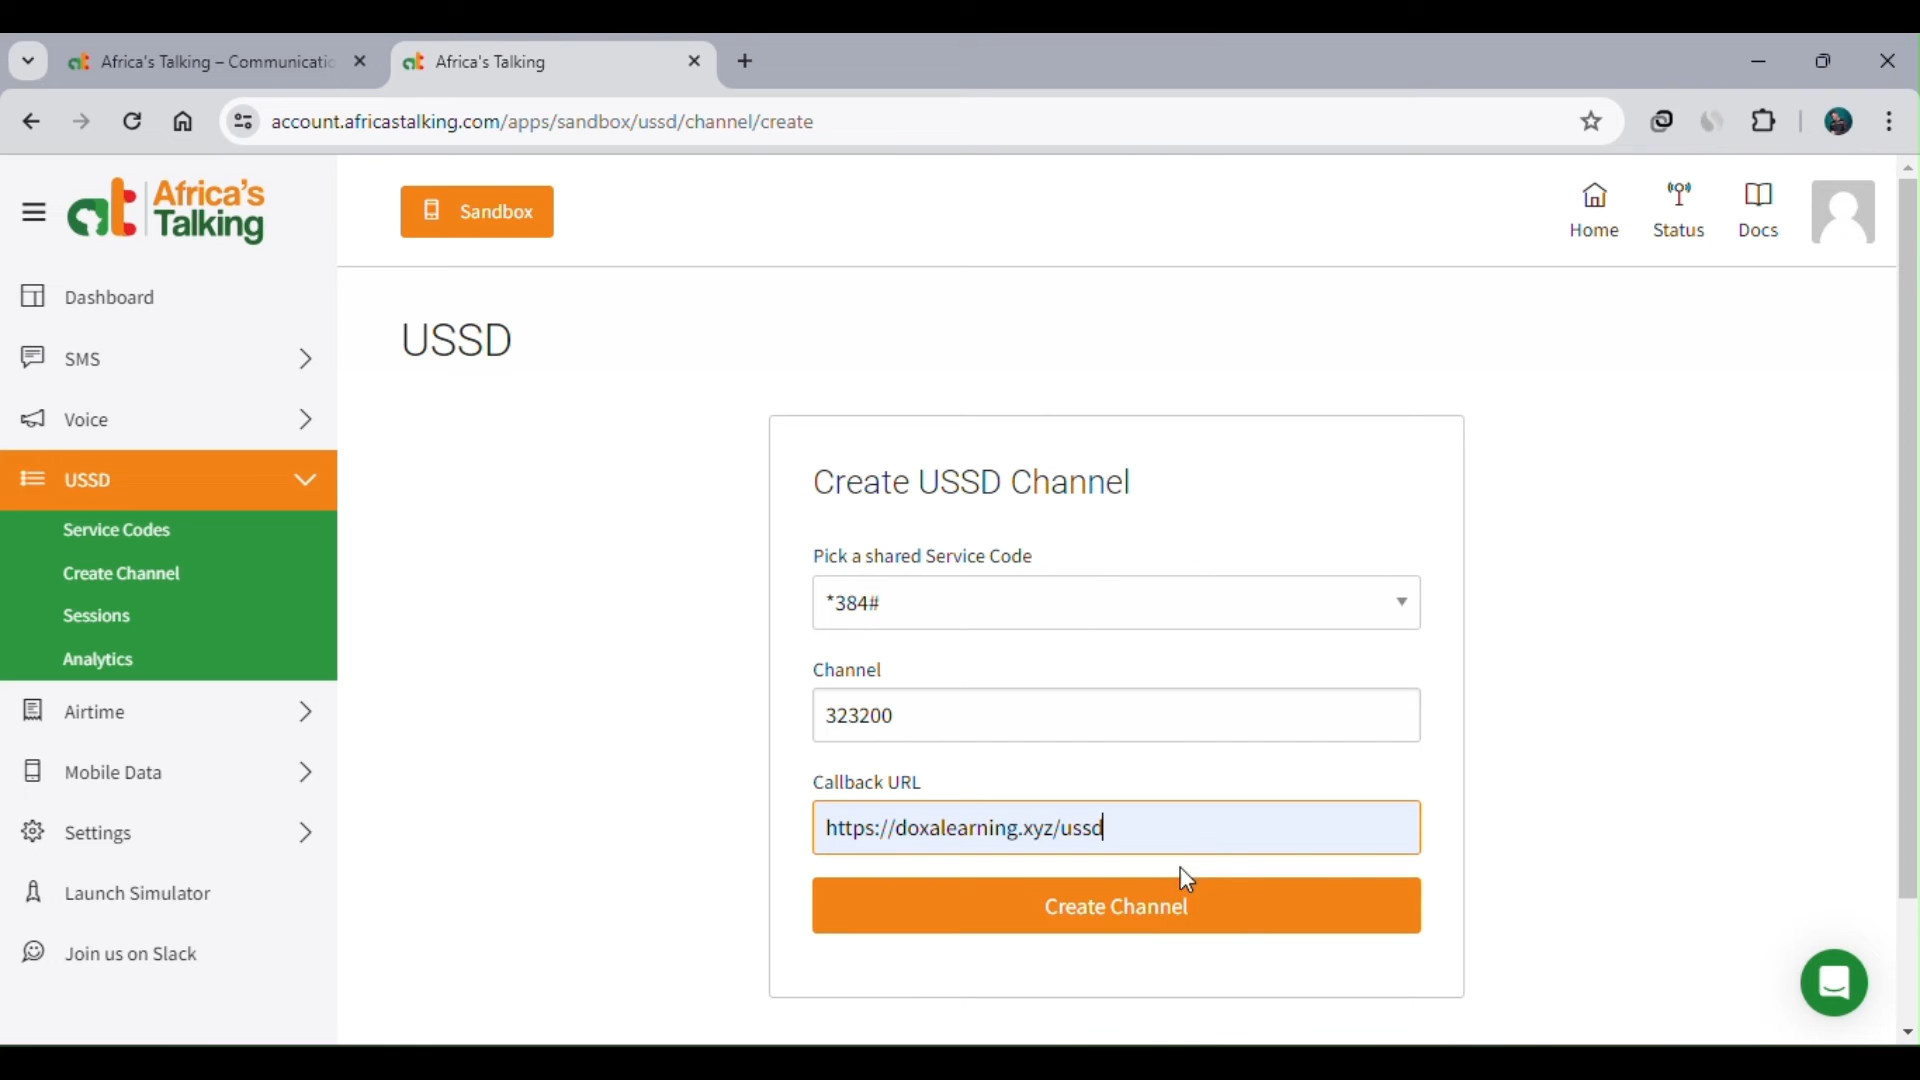 Africa's Talking – Communicatic
Africa's Talking
account.africastalking.com/apps/sandbox/ussd/channel/create
at Africa's Talking
Sandbox
Home
Status
Docs
Dashboard
SMS
Voice
USSD
Service Codes
Create Channel
Sessions
Analytics
Airtime
Mobile Data
Settings
Launch Simulator
Join us on Slack
USSD
Create USSD Channel
Pick a shared Service Code
*384#
Channel
323200
Callback URL
https://doxalearning.xyz/ussd
Create Channel